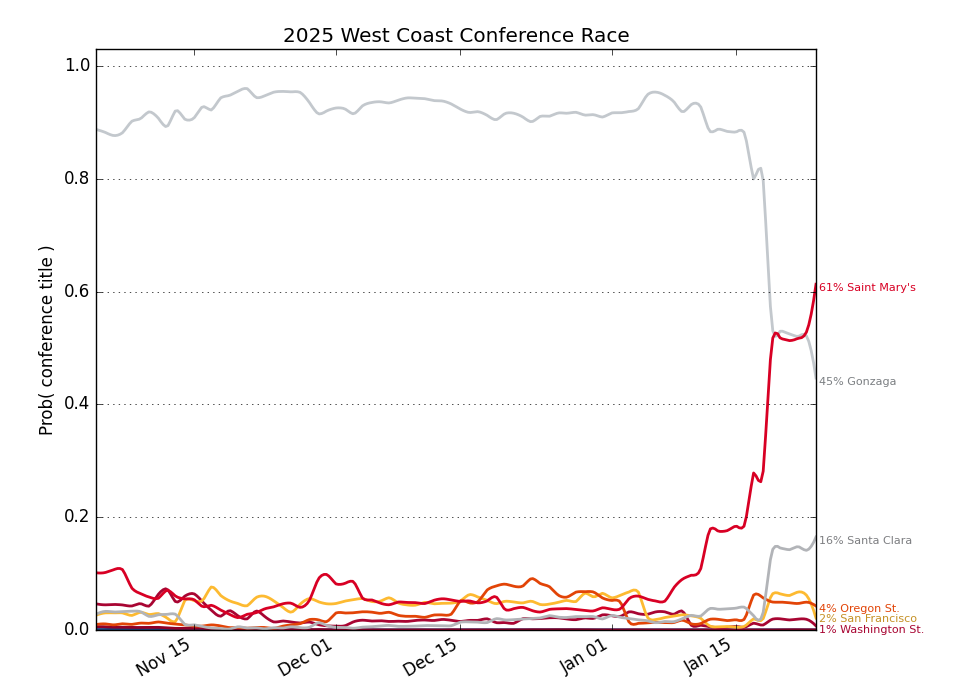 2025 West Coast Conference Race
Prob( conference title )
1.0
0.8
0.6
0.4
0.2
0.0
Nov 15
Dec 01
Dec 15
Jan 01
Jan 15
61% Saint Mary's
45% Gonzaga
16% Santa Clara
4% Oregon St.
2% San Francisco
1% Washington St.